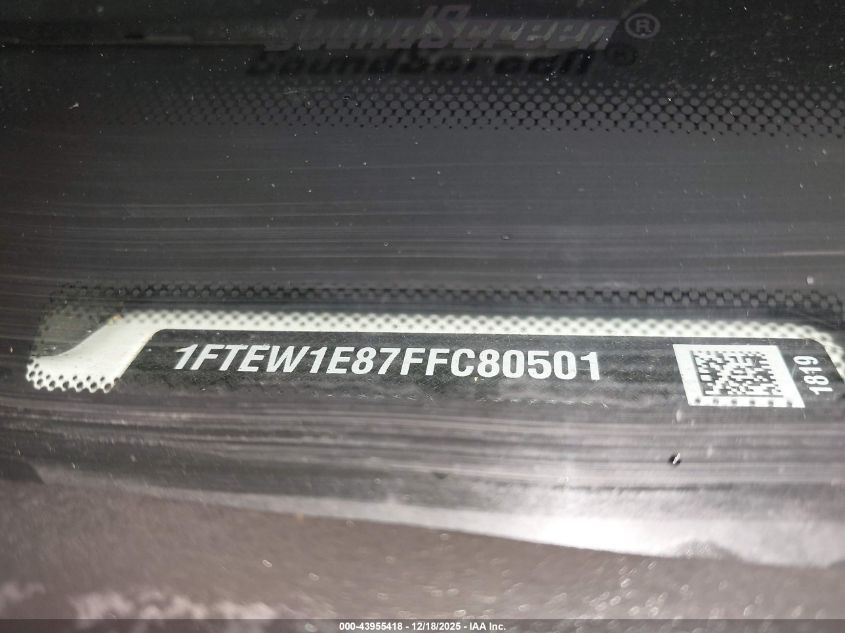 SoundScreen®
1FTEW1E87FFC80501
1819
000-43955418 - 12/18/2025 - IAA Inc.